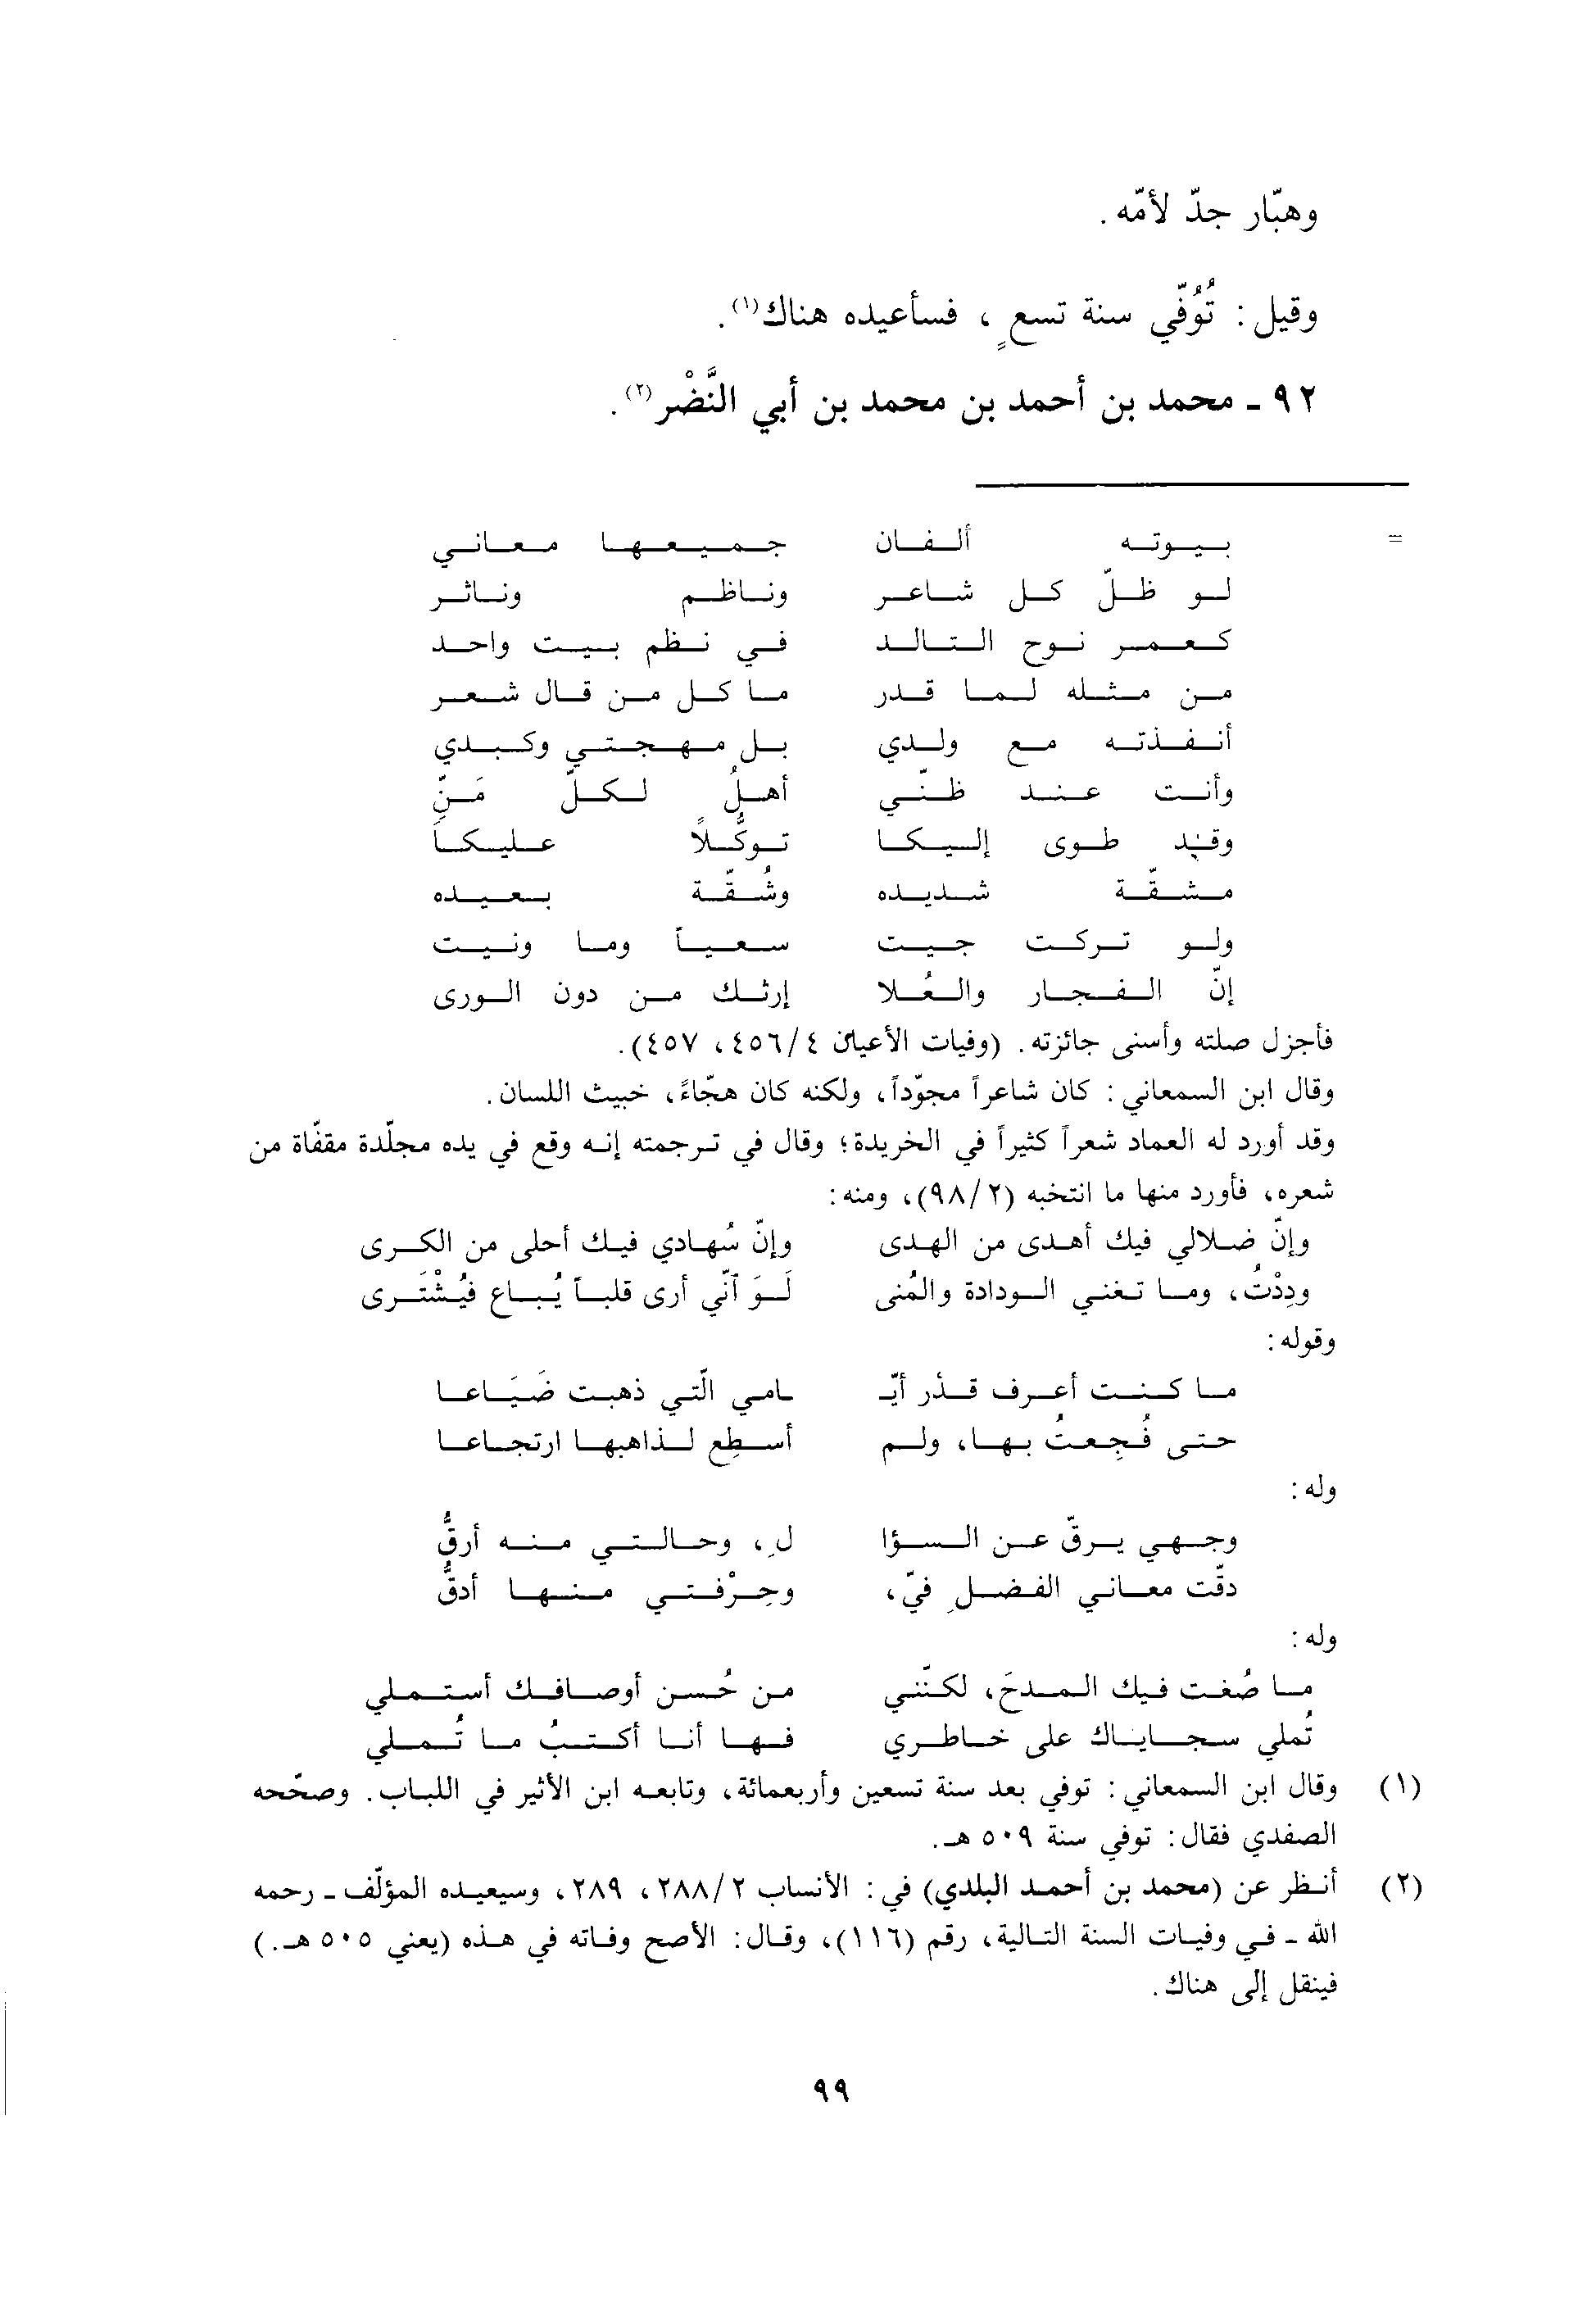 وهبّار جدّ لأمّه.
وقيل: تُوُفّي سنة تسعٍ، فسأعيده هناك(١).
٩٢ - محمد بن أحمد بن محمد بن أبي النَّضْر(٢).
= بيوته ألفان جميعها معاني
لو ظلّ كل شاعر وناظم وناثر
كعمر نوح التالد في نظم بيت واحد
من مثله لما قدر ما كل من قال شعر
أنفذته مع ولدي بل مهجتي وكبدي
وأنت عند ظنّي أهلُ لكلّ مَنِّ
وقد طوى إليكا توكُّلاً عليكا
مشقّة شديده وشُقّة بعيده
ولو تركت جيت سعياً وما ونيت
إنّ الفجار والعُلا إرثك من دون الورى
فأجزل صلته وأسنى جائزته. (وفيات الأعيان ٤/٤٥٦، ٤٥٧).
وقال ابن السمعاني: كان شاعراً مجوّداً، ولكنه كان هجّاءً، خبيث اللسان.
وقد أورد له العماد شعراً كثيراً في الخريدة؛ وقال في ترجمته إنه وقع في يده مجلّدة مقفّاة من
شعره، فأورد منها ما انتخبه (٩٨/٢)، ومنه:
وإنّ ضلالي فيك أهدى من الهدى وإنّ سُهادي فيك أحلى من الكرى
ودِدْتُ، وما تغني الودادة والمُنى لَوَ آنّي أرى قلباً يُباع فيُشْتَرى
وقوله:
ما كنت أعرف قدْر أيّـ ـامي الّتي ذهبت ضَيَاعا
حتى فُجِعتُ بها، ولم أسطِع لذاهبها ارتجاعا
وله:
وجهي يرقّ عن السؤا لِ، وحالتي منه أرقُّ
دقّت معاني الفضلِ فيّ، وحِرْفتي منها أدقُّ
وله:
ما صُغت فيك المدحَ، لكنّني من حُسن أوصافك أستملي
تُملي سجاياك على خاطري فها أنا أكتبُ ما تُملي
(١) وقال ابن السمعاني: توفي بعد سنة تسعين وأربعمائة، وتابعه ابن الأثير في اللباب. وصحّحه
الصفدي فقال: توفي سنة ٥٠٩ هـ.
(٢) أنظر عن (محمد بن أحمد البلدي) في: الأنساب ٢/٢٨٨، ٢٨٩، وسيعيده المؤلّف - رحمه
الله - في وفيات السنة التالية، رقم (١١٦)، وقال: الأصح وفاته في هذه (يعني ٥٠٥ هـ.)
فينقل إلى هناك.
٩٩